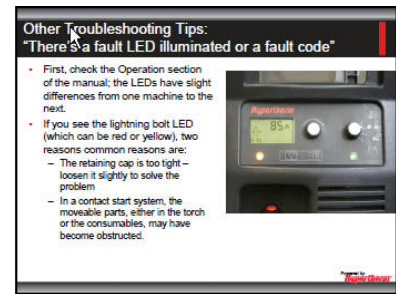 Other Troubleshooting Tips:
"There's a fault LED illuminated or a fault code"
• First, check the Operation section
of the manual; the LEDs have slight
differences from one machine to the
next.
• If you see the lightning bolt LED
(which can be red or yellow), two
reasons common reasons are:
– The retaining cap is too tight –
loosen it slightly to solve the
problem
– In a contact start system, the
moveable parts, either in the torch
or the consumables, may have
become obstructed.
Hypertherm
85A
Powered by
Hypertherm